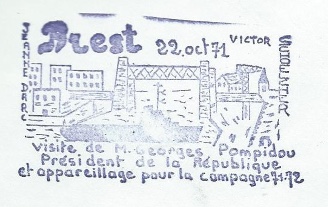 JEANNE D'ARC
Brest 22.oct 71 VICTOR
visite de M. Georges Pompidou
Président de la République
et appareillage pour la campagne 71-72